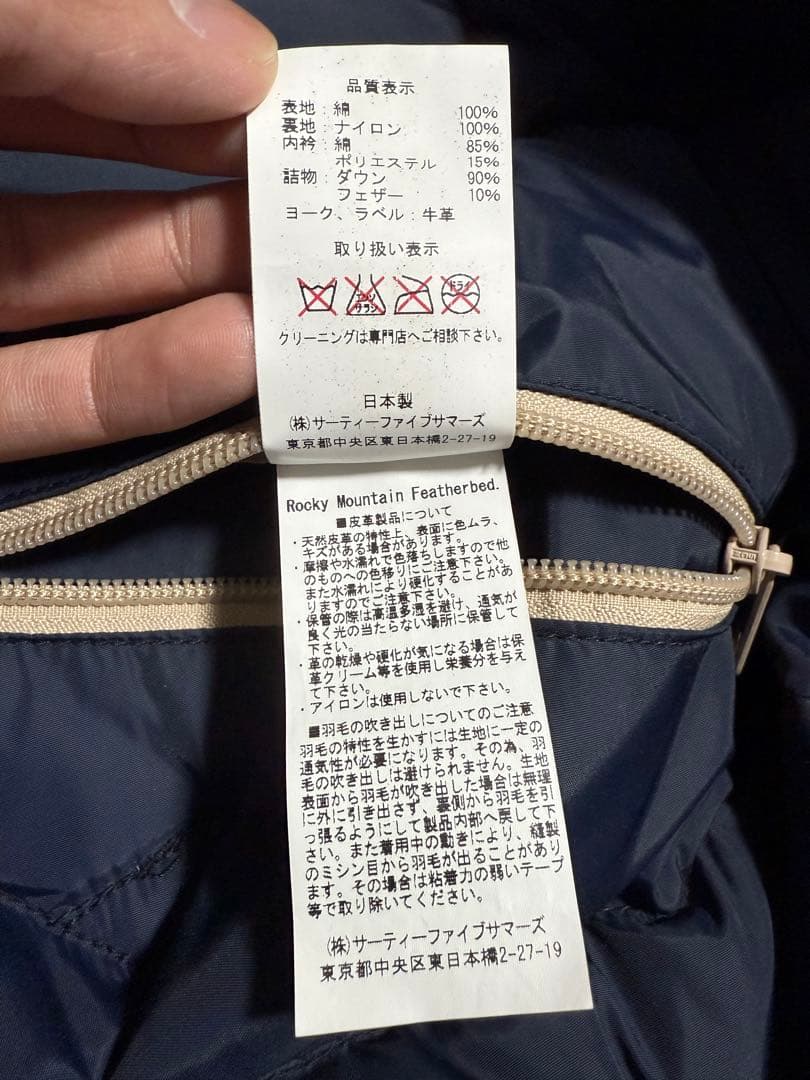 品質表示
表地：綿 100%
裏地：ナイロン 100%
内衿：綿 85%
ポリエステル 15%
詰物：ダウン 90%
フェザー 10%
ヨーク、ラベル：牛革
取り扱い表示
エンソサラシ
ドライ
クリーニングは専門店へご相談下さい。
日本製
(株)サーティーファイブサマーズ
東京都中央区東日本橋2-27-19
Rocky Mountain Featherbed.
■皮革製品について
・天然皮革の特性上、表面に色ムラ、
キズがある場合があります。
・摩擦や水濡れで色落ちしますので他
のものへの色移りにご注意下さい。
また水濡れにより硬化することがあ
りますのでご注意下さい。
・保管の際は高温多湿を避け、通気が
良く光の当たらない場所に保管して
下さい。
・革の乾燥や硬化が気になる場合は保
革クリーム等を使用し栄養分を与え
て下さい。
・アイロンは使用しないで下さい。
■羽毛の吹き出しについてのご注意
羽毛の特性を生かすには生地に一定の
通気性が必要になります。その為、羽
毛の吹き出しは避けられません。生地
表面から羽毛が吹き出した場合は無理
に外に引き出さず、裏側から羽毛を引
っ張るようにして製品内部へ戻して下
さい。また着用中の動きにより、縫製
のミシン目から羽毛が出ることがあり
ます。その場合は粘着力の弱いテープ
等で取り除いてください。
(株)サーティーファイブサマーズ
東京都中央区東日本橋2-27-19